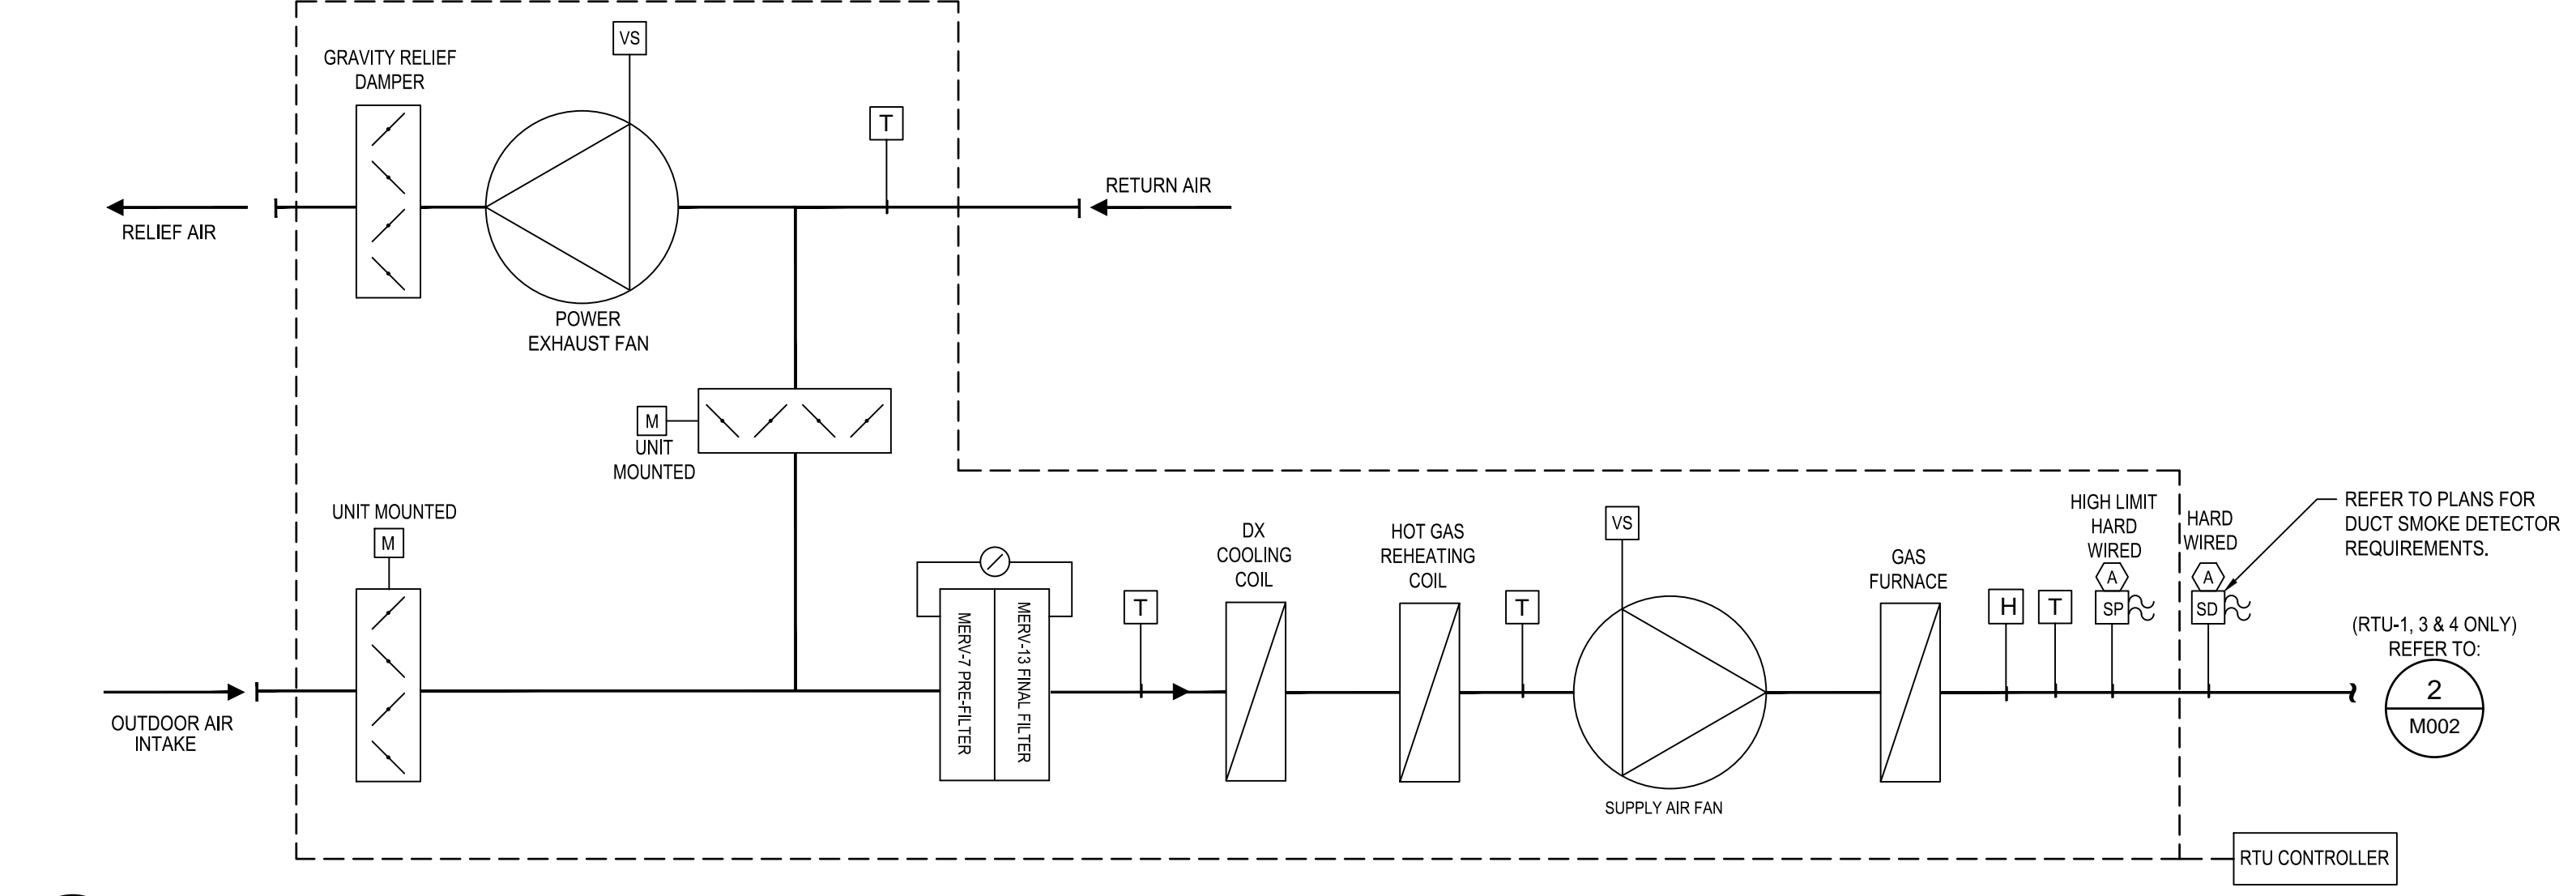 GRAVITY RELIEF
DAMPER
VS
T
RETURN AIR
RELIEF AIR
POWER
EXHAUST FAN
M
UNIT
MOUNTED
UNIT MOUNTED
M
OUTDOOR AIR
INTAKE
MERV-7 PRE-FILTER
MERV-13 FINAL FILTER
T
DX
COOLING
COIL
HOT GAS
REHEATING
COIL
T
VS
SUPPLY AIR FAN
GAS
FURNACE
H
T
HIGH LIMIT
HARD
WIRED
A
SP
HARD
WIRED
A
SD
REFER TO PLANS FOR
DUCT SMOKE DETECTOR
REQUIREMENTS.
(RTU-1, 3 & 4 ONLY)
REFER TO:
2
M002
RTU CONTROLLER